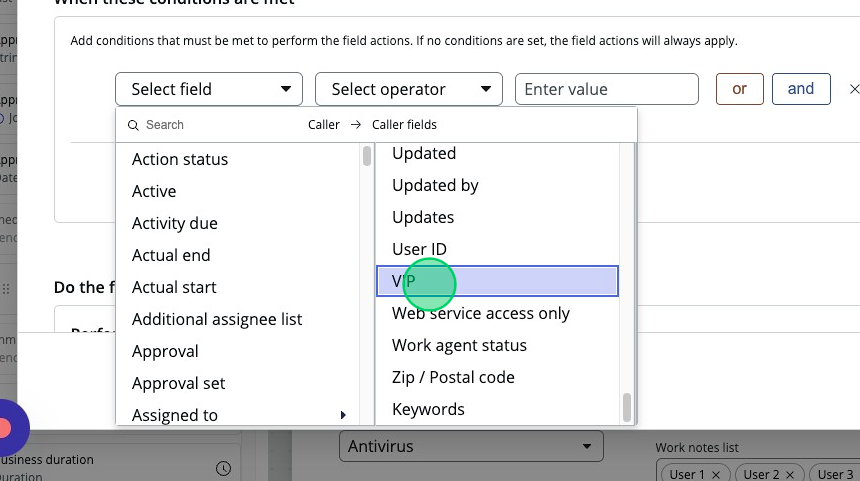 When these conditions are met
Add conditions that must be met to perform the field actions. If no conditions are set, the field actions will always apply.
Select field
Select operator
Enter value
or
and
Search
Caller → Caller fields
Action status
Active
Activity due
Actual end
Actual start
Additional assignee list
Approval
Approval set
Assigned to
Updated
Updated by
Updates
User ID
VIP
Web service access only
Work agent status
Zip / Postal code
Keywords
Do the f
Antivirus
Work notes list
User 1 ×
User 2 ×
User 3
usiness duration
Duration